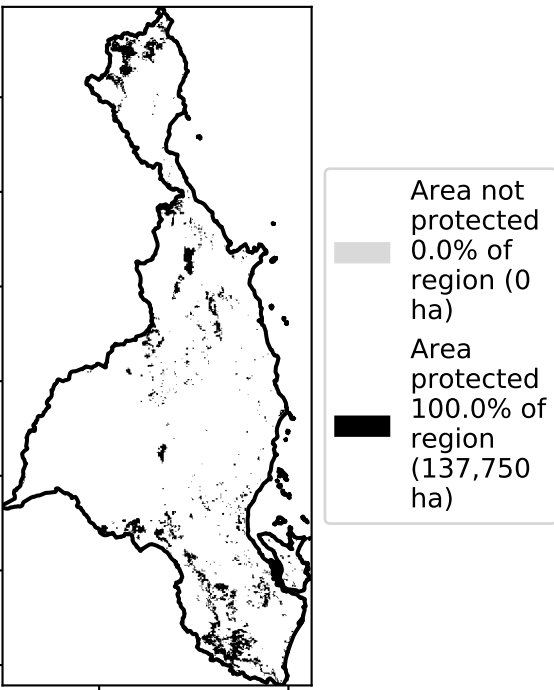 Area not
protected
0.0% of
region (0
ha)
Area
protected
100.0% of
region
(137,750
ha)